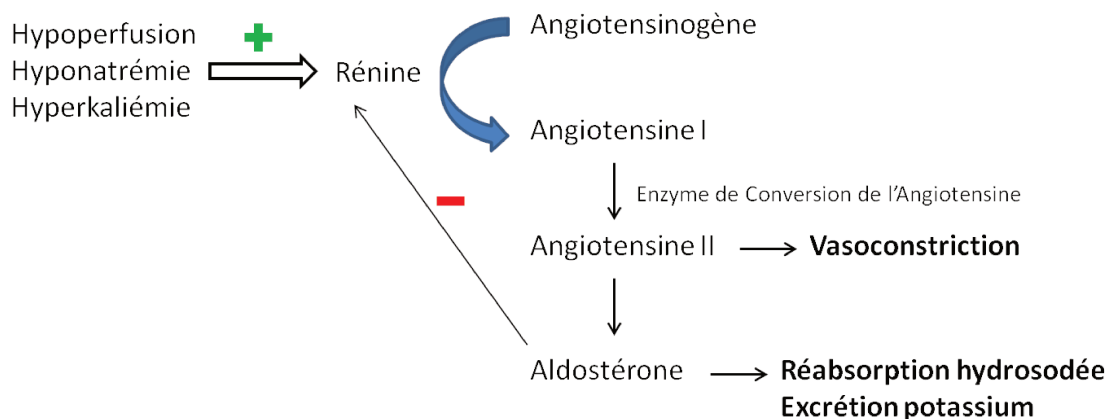 Hypoperfusion
Hyponatrémie
Hyperkaliémie
+
Rénine
Angiotensinogène
Angiotensine I
Enzyme de Conversion de l'Angiotensine
–
Angiotensine II
Vasoconstriction
Aldostérone
Réabsorption hydrosodée
Excrétion potassium